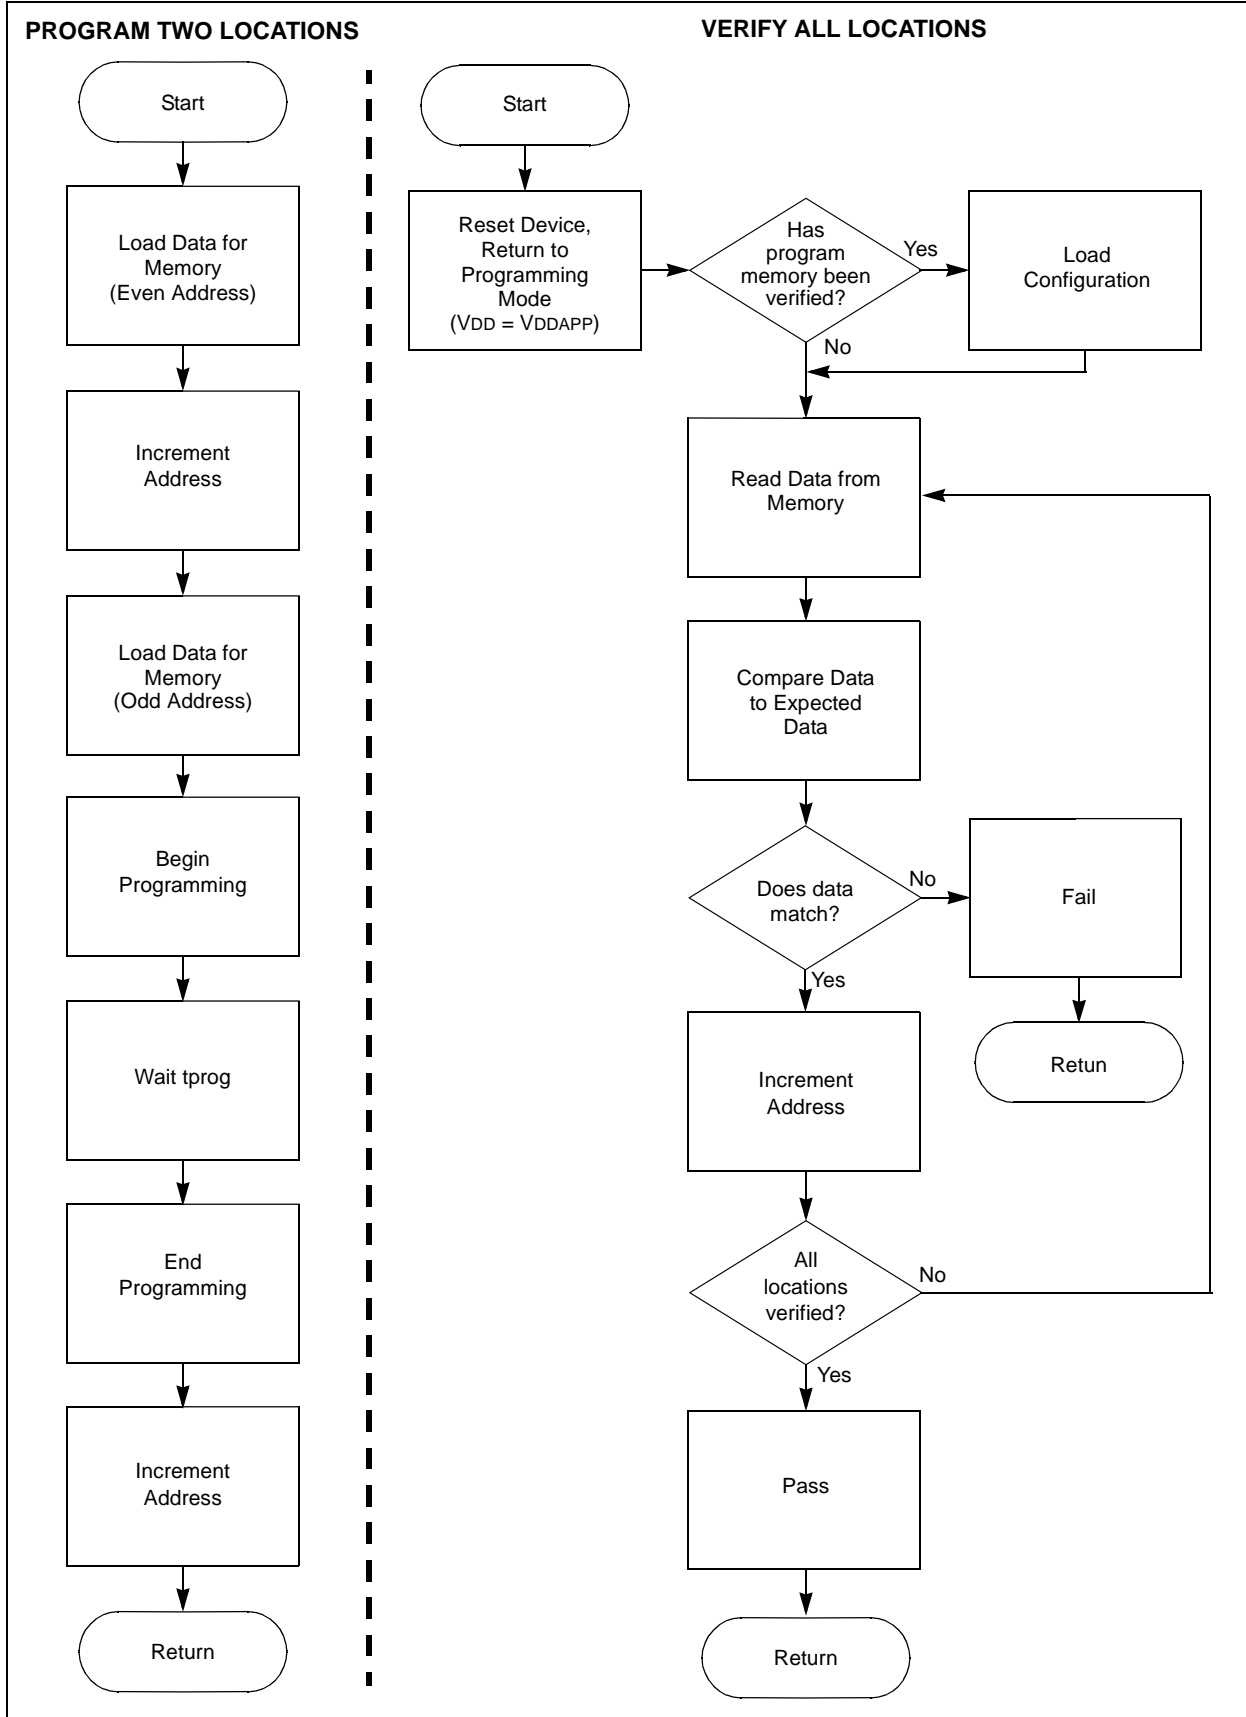 PROGRAM TWO LOCATIONS
Start
Load Data for
Memory
(Even Address)
Increment
Address
Load Data for
Memory
(Odd Address)
Begin
Programming
Wait tprog
End
Programming
Increment
Address
Return
VERIFY ALL LOCATIONS
Start
Reset Device,
Return to
Programming
Mode
(VDD = VDDAPP)
Has
program
memory been
verified?
Yes
Load
Configuration
No
Read Data from
Memory
Compare Data
to Expected
Data
Does data
match?
No
Fail
Retun
Yes
Increment
Address
All
locations
verified?
No
Yes
Pass
Return